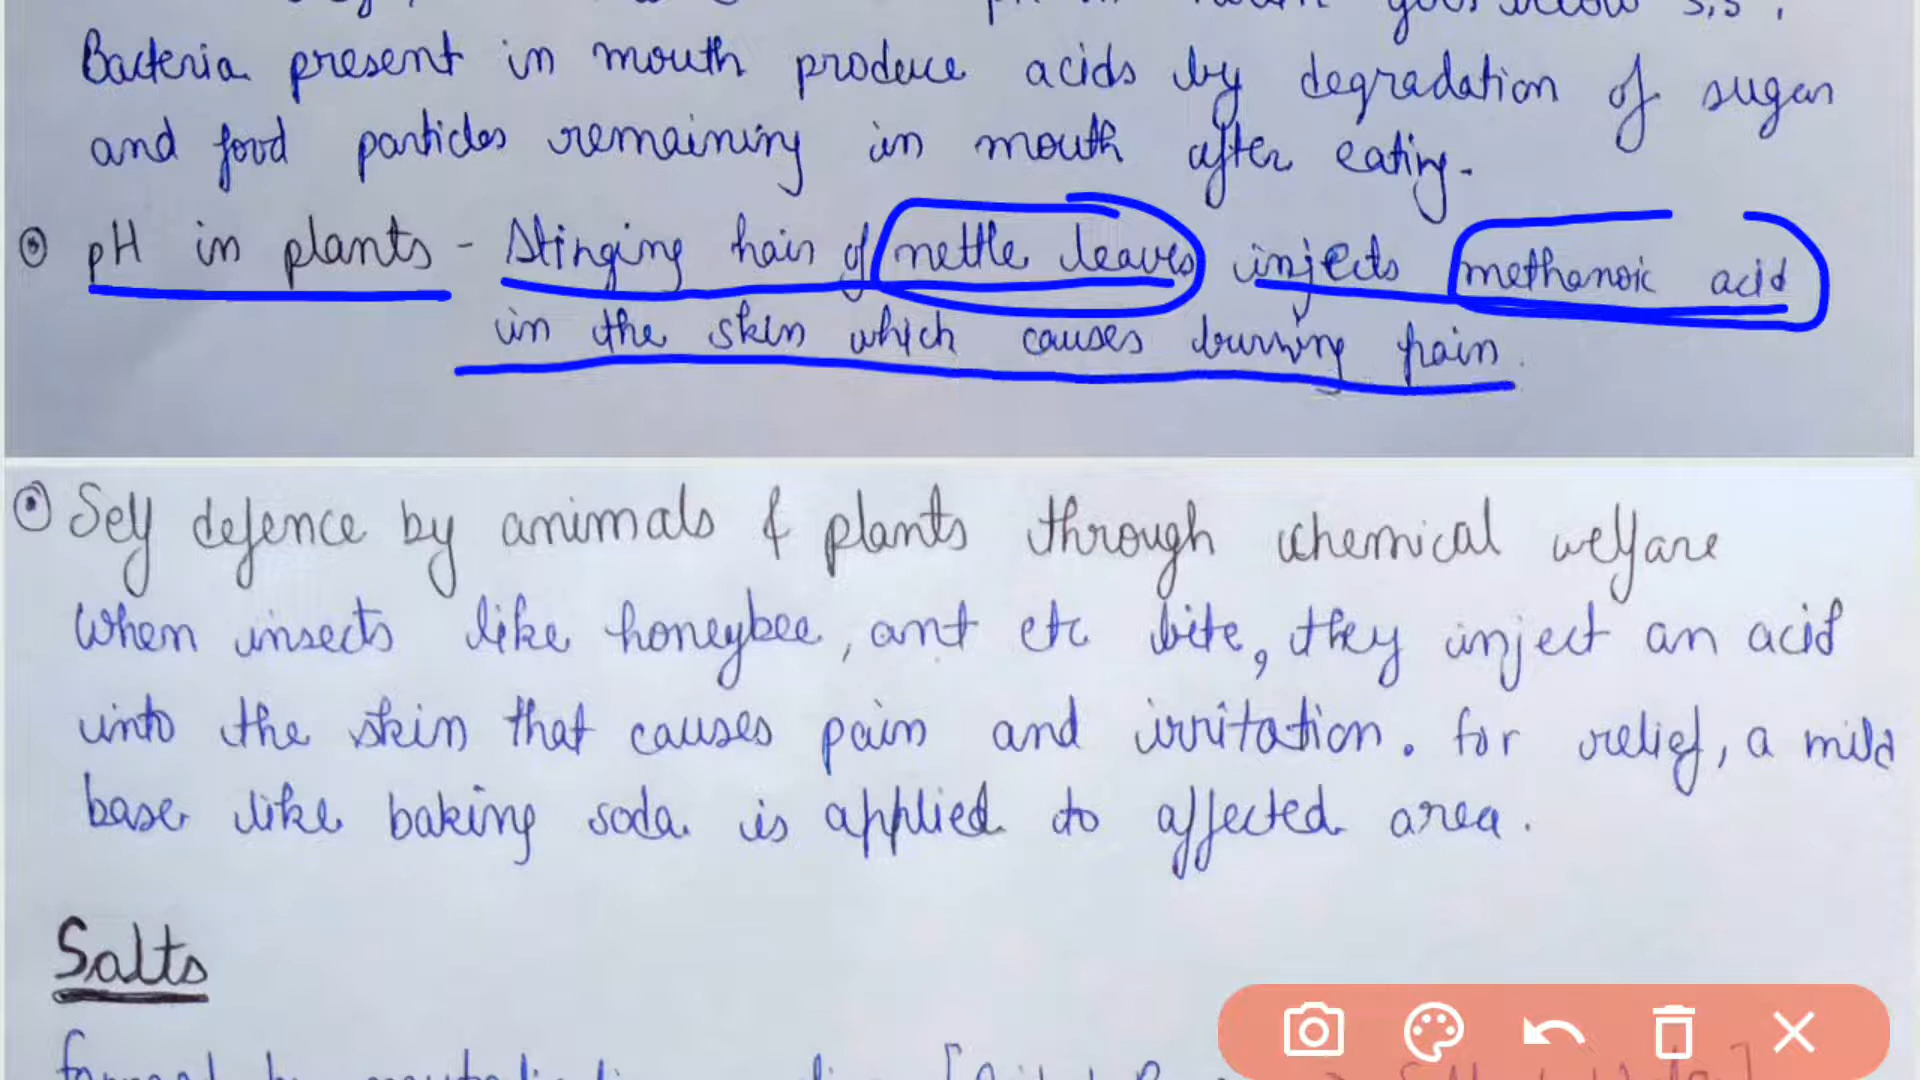 Bacteria present in mouth produce acids by degradation of sugar
and food particles remaining in mouth after eating.
pH in plants - Stinging hair of nettle leaves injects methanoic acid
in the skin which causes burning pain.
Self defence by animals & plants through chemical welfare
When insects like honeybee, ant etc bite, they inject an acid
into the skin that causes pain and irritation. for relief, a mild
base like baking soda is applied to affected area.
Salts